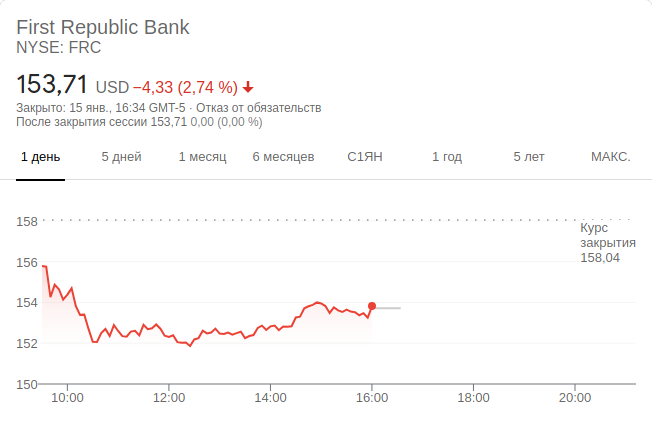 First Republic Bank
NYSE: FRC
153,71 USD −4,33 (2,74 %)
Закрыто: 15 янв., 16:34 GMT-5 · Отказ от обязательств
После закрытия сессии 153,71 0,00 (0,00 %)
1 день 5 дней 1 месяц 6 месяцев С1ЯН 1 год 5 лет МАКС.
158
Курс
закрытия
158,04
156
154
152
150
10:00 12:00 14:00 16:00 18:00 20:00